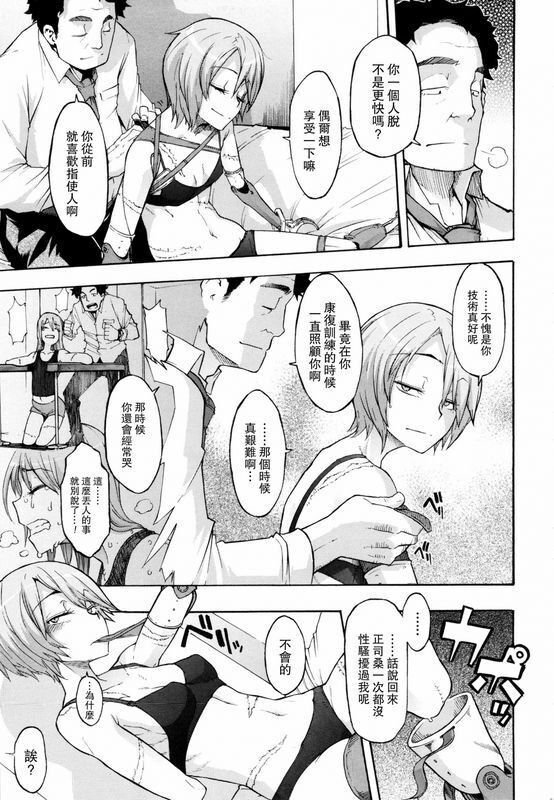 你一個人脫
不是更快嗎？
偶爾想
享受一下嘛
你從前
就喜歡指使人啊
……不愧是你
技術真好呢
畢竟在你
康復訓練的時候
一直照顧你啊
……那個時候
真艱難啊…
那時候
你還會經常哭
這…
這麼丟人的事
就別說了…！
ぐっ
カポッ
……話說回來
正司桑一次都沒
性騷擾過我呢
不會的
…為什麼
誒？